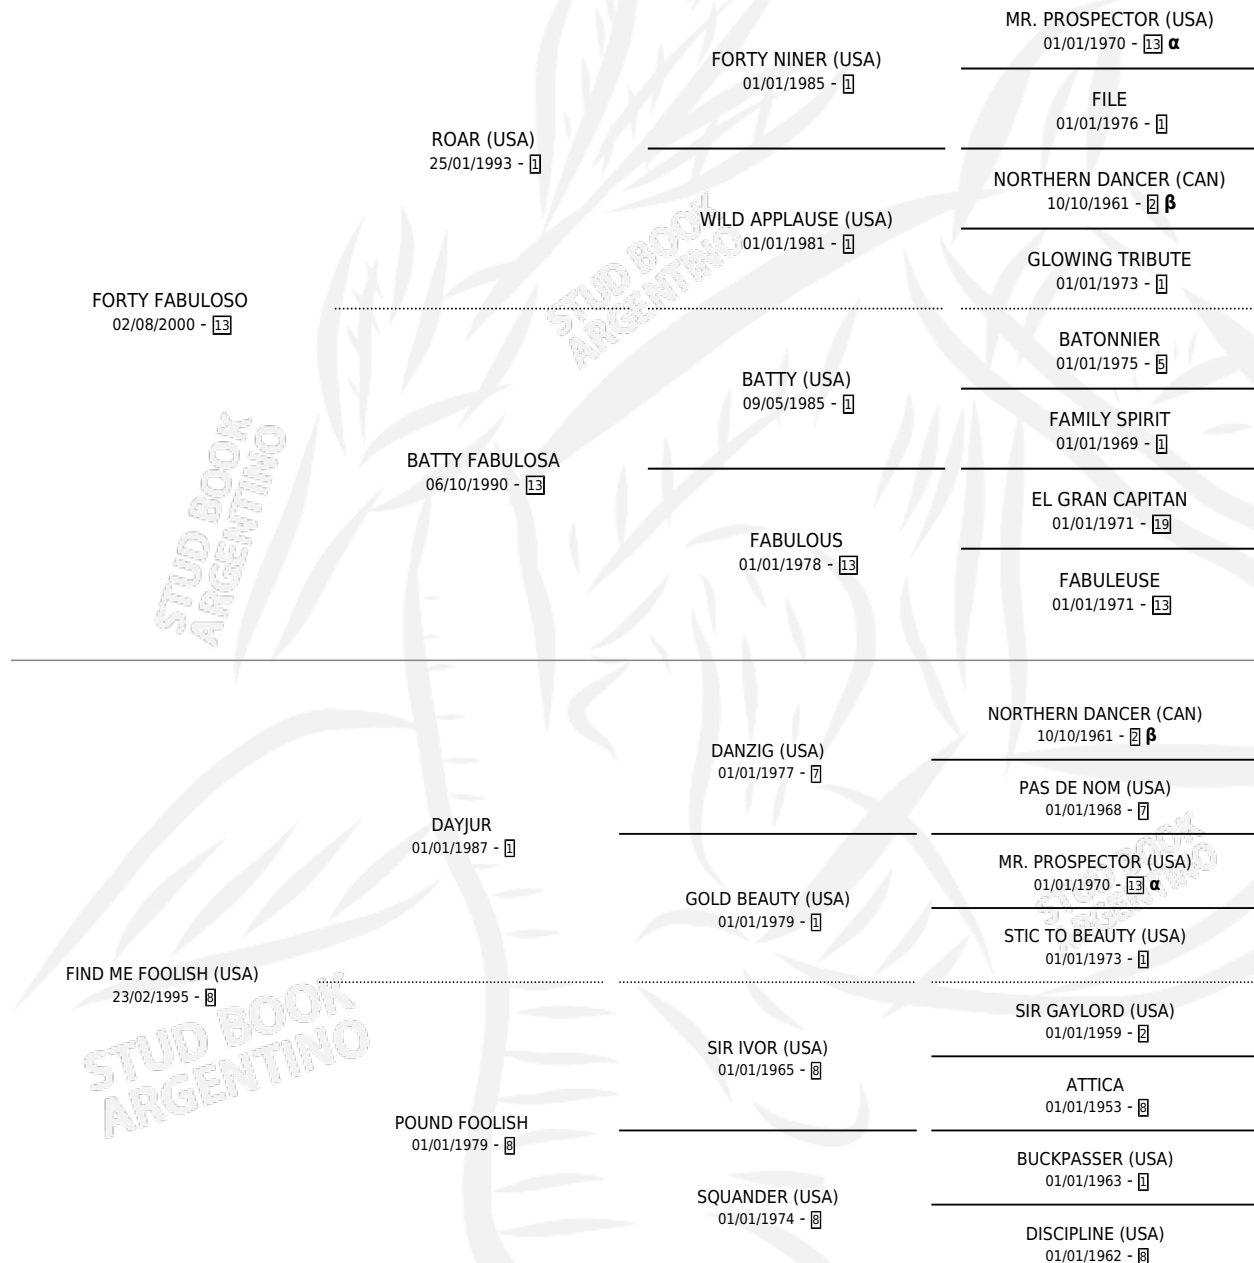 MR. PROSPECTOR (USA)
01/01/1970 - 13 α
FORTY NINER (USA)
01/01/1985 - 1
FILE
01/01/1976 - 1
ROAR (USA)
25/01/1993 - 1
NORTHERN DANCER (CAN)
10/10/1961 - 2 β
WILD APPLAUSE (USA)
01/01/1981 - 1
GLOWING TRIBUTE
01/01/1973 - 1
FORTY FABULOSO
02/08/2000 - 13
STUD BOOK
ARGENTINO
BATONNIER
01/01/1975 - 5
BATTY (USA)
09/05/1985 - 1
FAMILY SPIRIT
01/01/1969 - 1
BATTY FABULOSA
06/10/1990 - 13
EL GRAN CAPITAN
01/01/1971 - 19
FABULOUS
01/01/1978 - 13
FABULEUSE
01/01/1971 - 13
STUD BOOK
ARGENTINO
NORTHERN DANCER (CAN)
10/10/1961 - 2 β
DANZIG (USA)
01/01/1977 - 7
PAS DE NOM (USA)
01/01/1968 - 7
DAYJUR
01/01/1987 - 1
MR. PROSPECTOR (USA)
01/01/1970 - 13 α
STUD BOOK
ARGENTINO
GOLD BEAUTY (USA)
01/01/1979 - 1
STIC TO BEAUTY (USA)
01/01/1973 - 1
FIND ME FOOLISH (USA)
23/02/1995 - 8
STUD BOOK
ARGENTINO
SIR GAYLORD (USA)
01/01/1959 - 2
SIR IVOR (USA)
01/01/1965 - 8
ATTICA
01/01/1953 - 8
POUND FOOLISH
01/01/1979 - 8
BUCKPASSER (USA)
01/01/1963 - 1
SQUANDER (USA)
01/01/1974 - 8
DISCIPLINE (USA)
01/01/1962 - 8